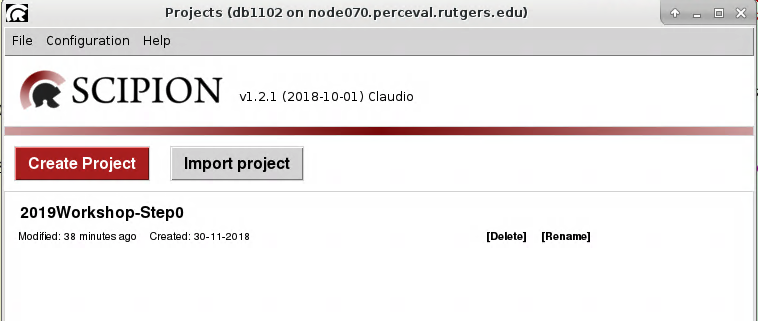 Projects (db1102 on node070.perceval.rutgers.edu)
File Configuration Help
SCIPION v1.2.1 (2018-10-01) Claudio
Create Project Import project
2019Workshop-Step0
Modified: 38 minutes ago Created: 30-11-2018 [Delete] [Rename]